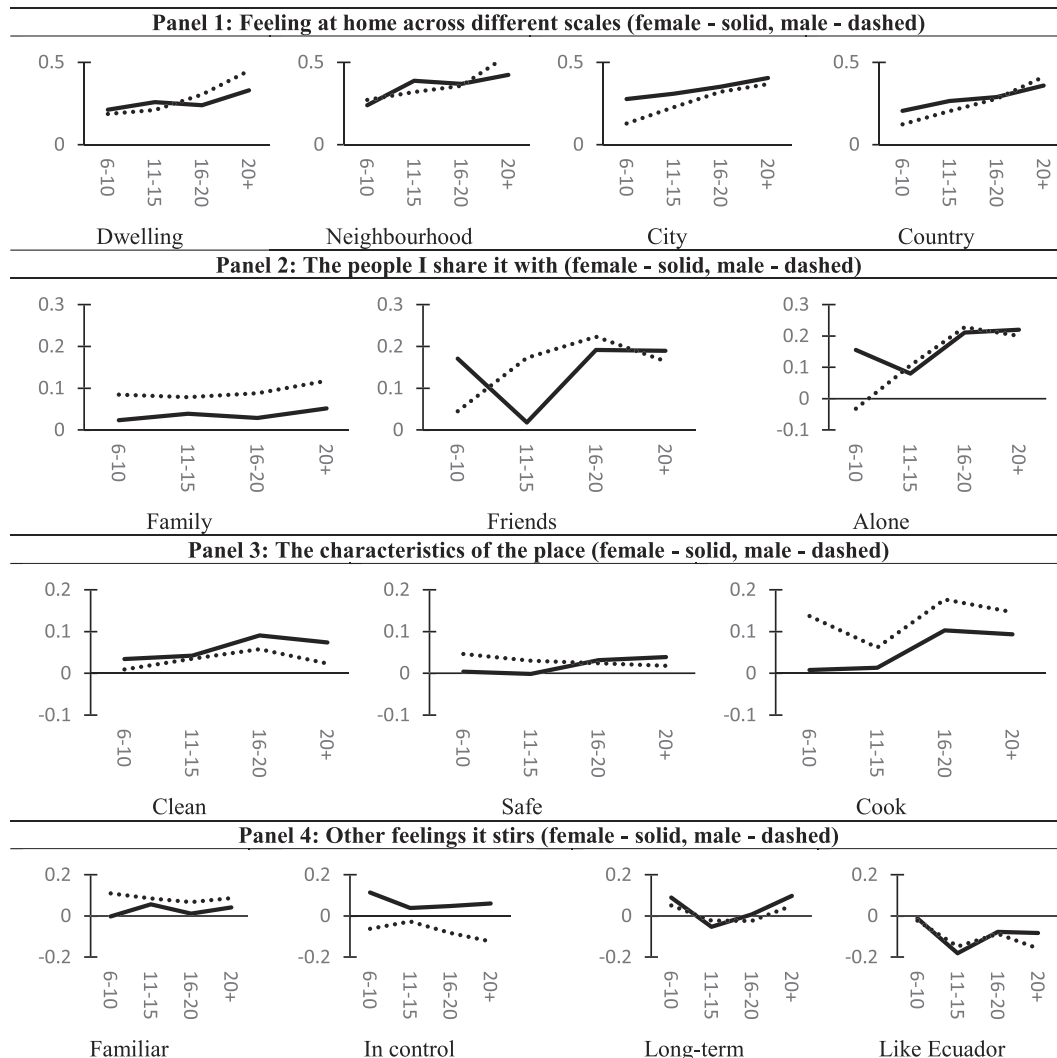 Panel 1: Feeling at home across different scales (female - solid, male - dashed)
0.5 0.5 0.5 0.5
0 0 0 0
6-10 11-15 16-20 20+ 6-10 11-15 16-20 20+ 6-10 11-15 16-20 20+ 6-10 11-15 16-20 20+
Dwelling Neighbourhood City Country
Panel 2: The people I share it with (female - solid, male - dashed)
0.3 0.3 0.3
0.2 0.2 0.2
0.1 0.1 0.1
0 0 0
-0.1
6-10 11-15 16-20 20+ 6-10 11-15 16-20 20+ 6-10 11-15 16-20 20+
Family Friends Alone
Panel 3: The characteristics of the place (female - solid, male - dashed)
0.2 0.2 0.2
0.1 0.1 0.1
0 0 0
-0.1 -0.1 -0.1
6-10 11-15 16-20 20+ 6-10 11-15 16-20 20+ 6-10 11-15 16-20 20+
Clean Safe Cook
Panel 4: Other feelings it stirs (female - solid, male - dashed)
0.2 0.2 0.2 0.2
0 0 0 0
-0.2 -0.2 -0.2 -0.2
6-10 11-15 16-20 20+ 6-10 11-15 16-20 20+ 6-10 11-15 16-20 20+ 6-10 11-15 16-20 20+
Familiar In control Long-term Like Ecuador